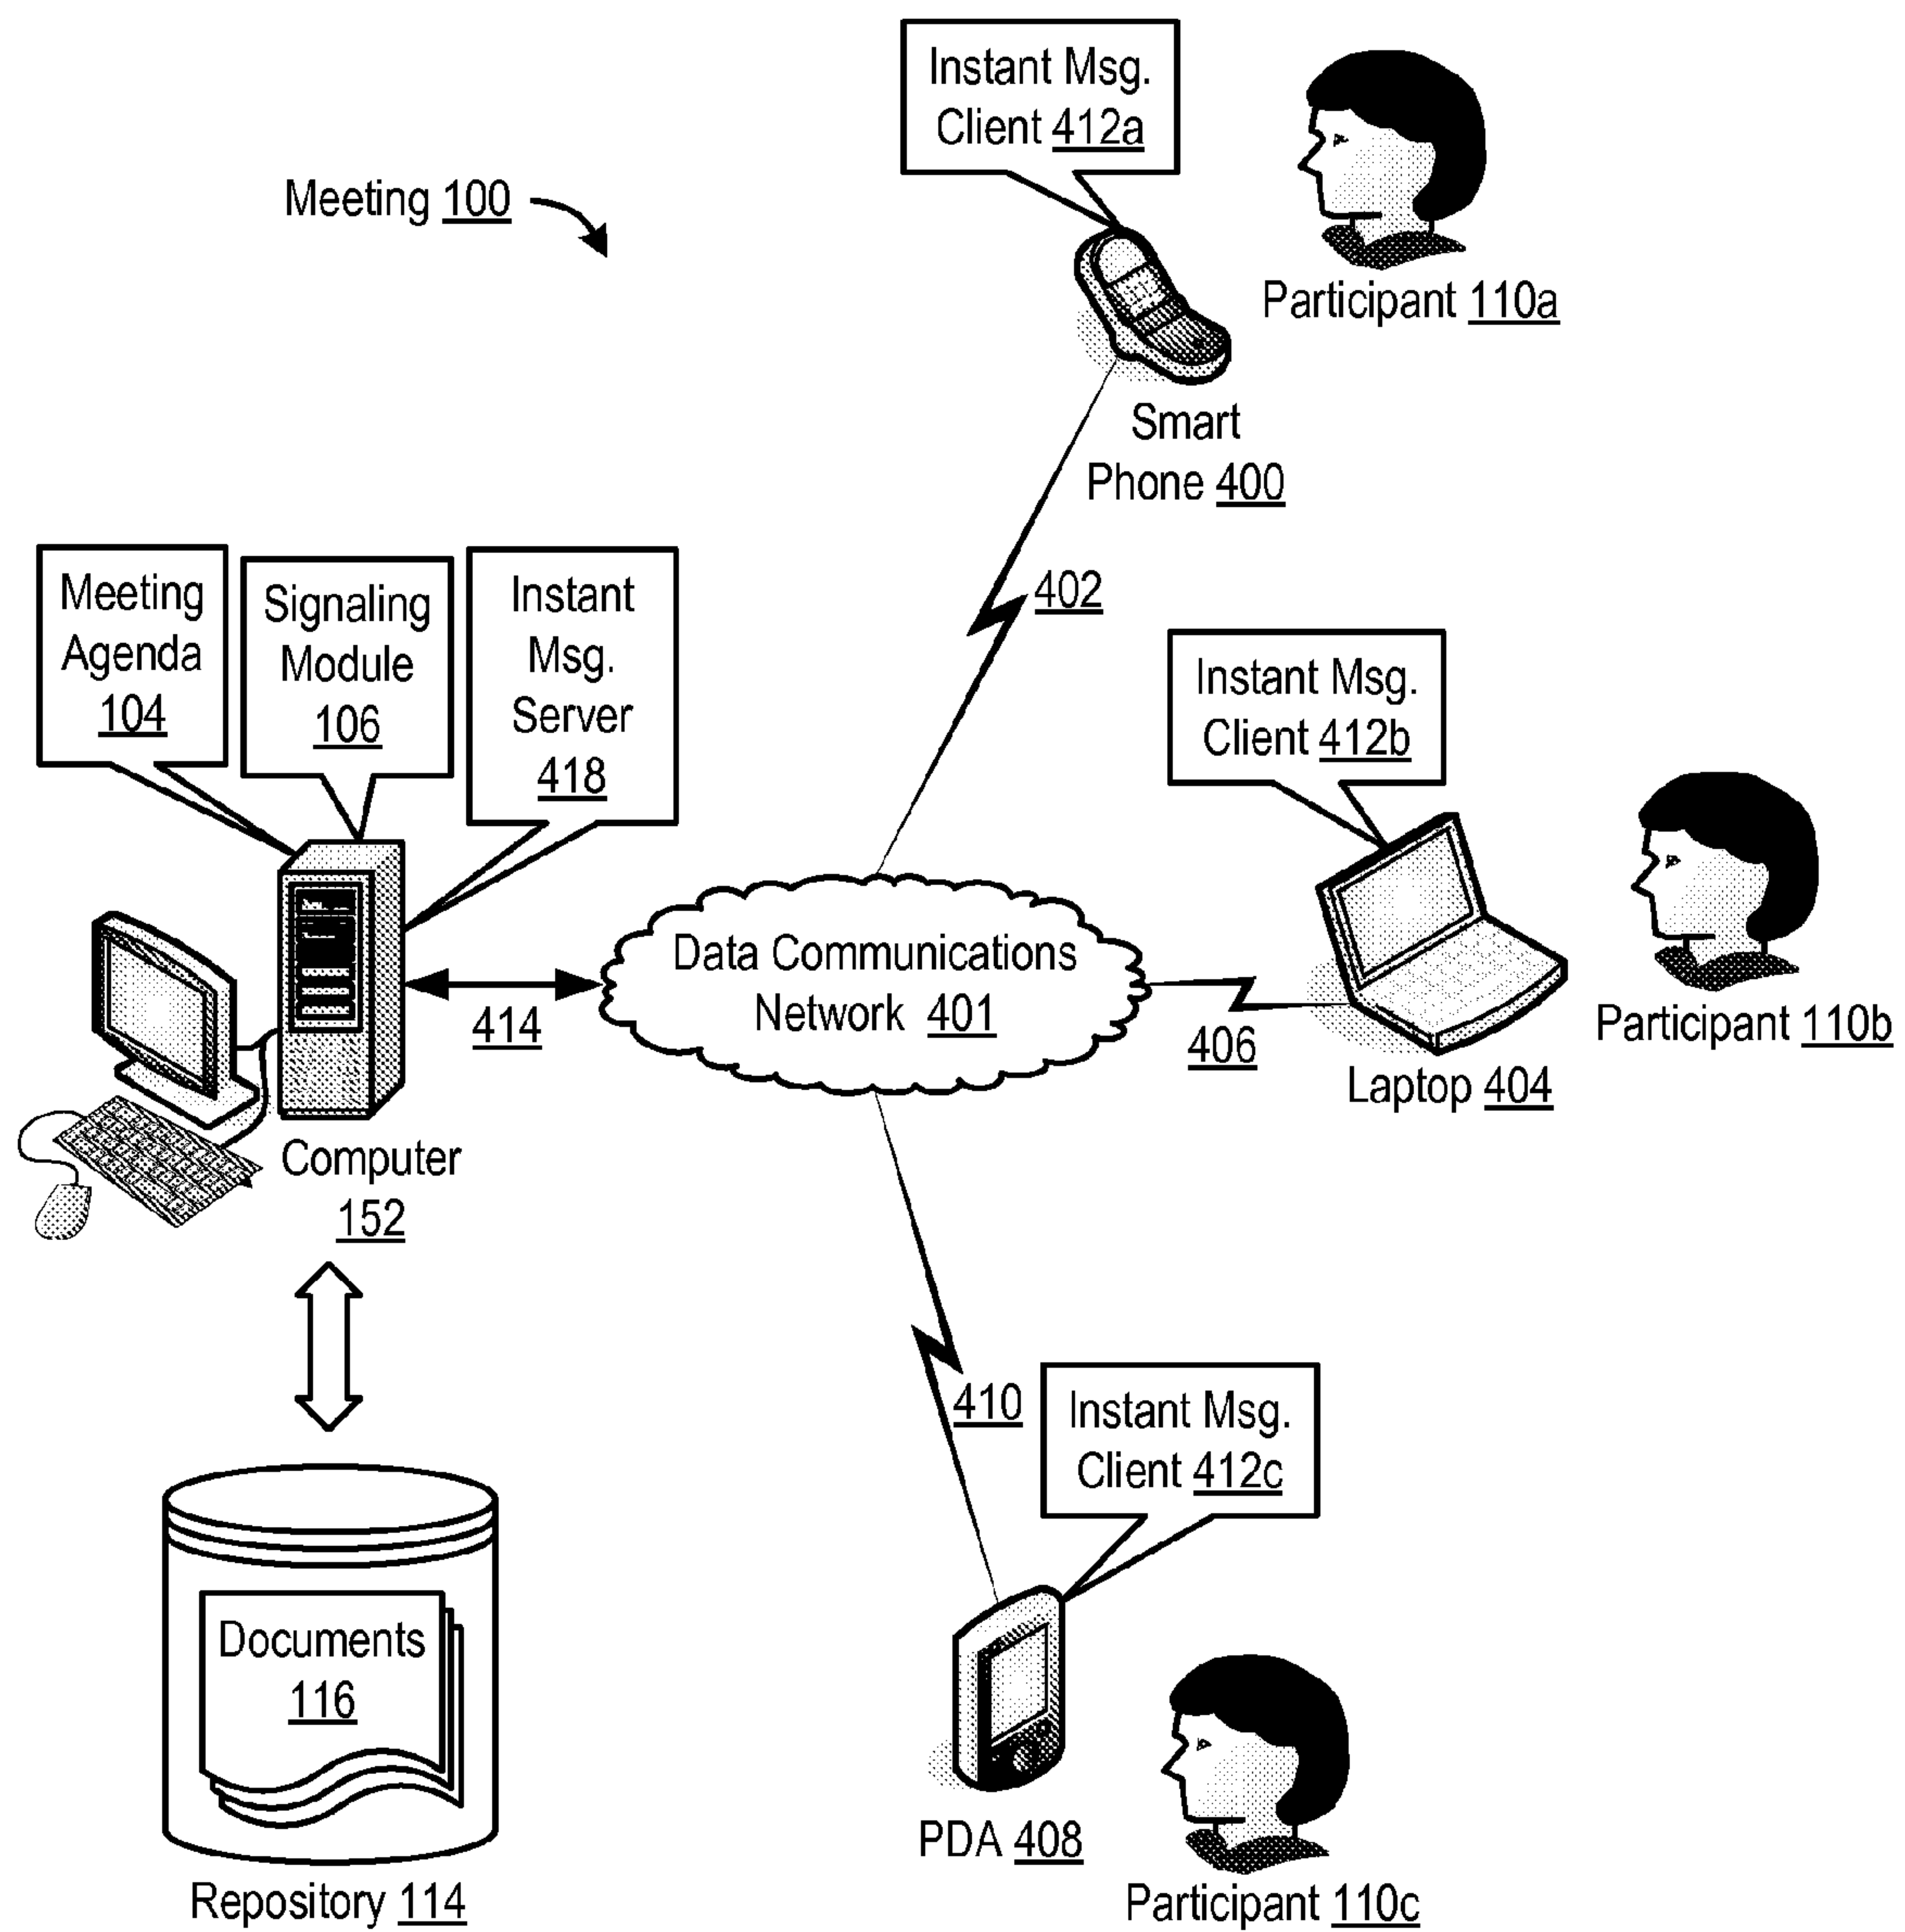 Instant Msg.
Client 412a
Meeting 100
Participant 110a
Smart
Phone 400
Meeting
Agenda
104
Signaling
Module
106
Instant
Msg.
Server
418
402
Instant Msg.
Client 412b
Data Communications
Network 401
414
406
Participant 110b
Laptop 404
Computer
152
410
Instant Msg.
Client 412c
Documents
116
PDA 408
Repository 114
Participant 110c